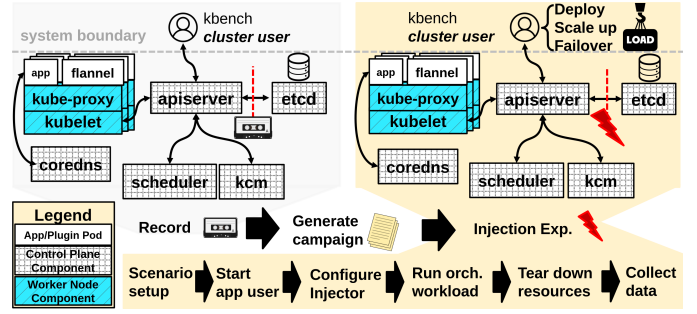 system boundary
kbench
cluster user
app
flannel
kube-proxy
kubelet
apiserver
etcd
coredns
scheduler
kcm
kbench
cluster user
Deploy
Scale up
Failover
LOAD
app
flannel
kube-proxy
kubelet
apiserver
etcd
coredns
scheduler
kcm
Legend
App/Plugin Pod
Control Plane
Component
Worker Node
Component
Record
Generate
campaign
Injection Exp.
Scenario
setup
Start
app user
Configure
Injector
Run orch.
workload
Tear down
resources
Collect
data